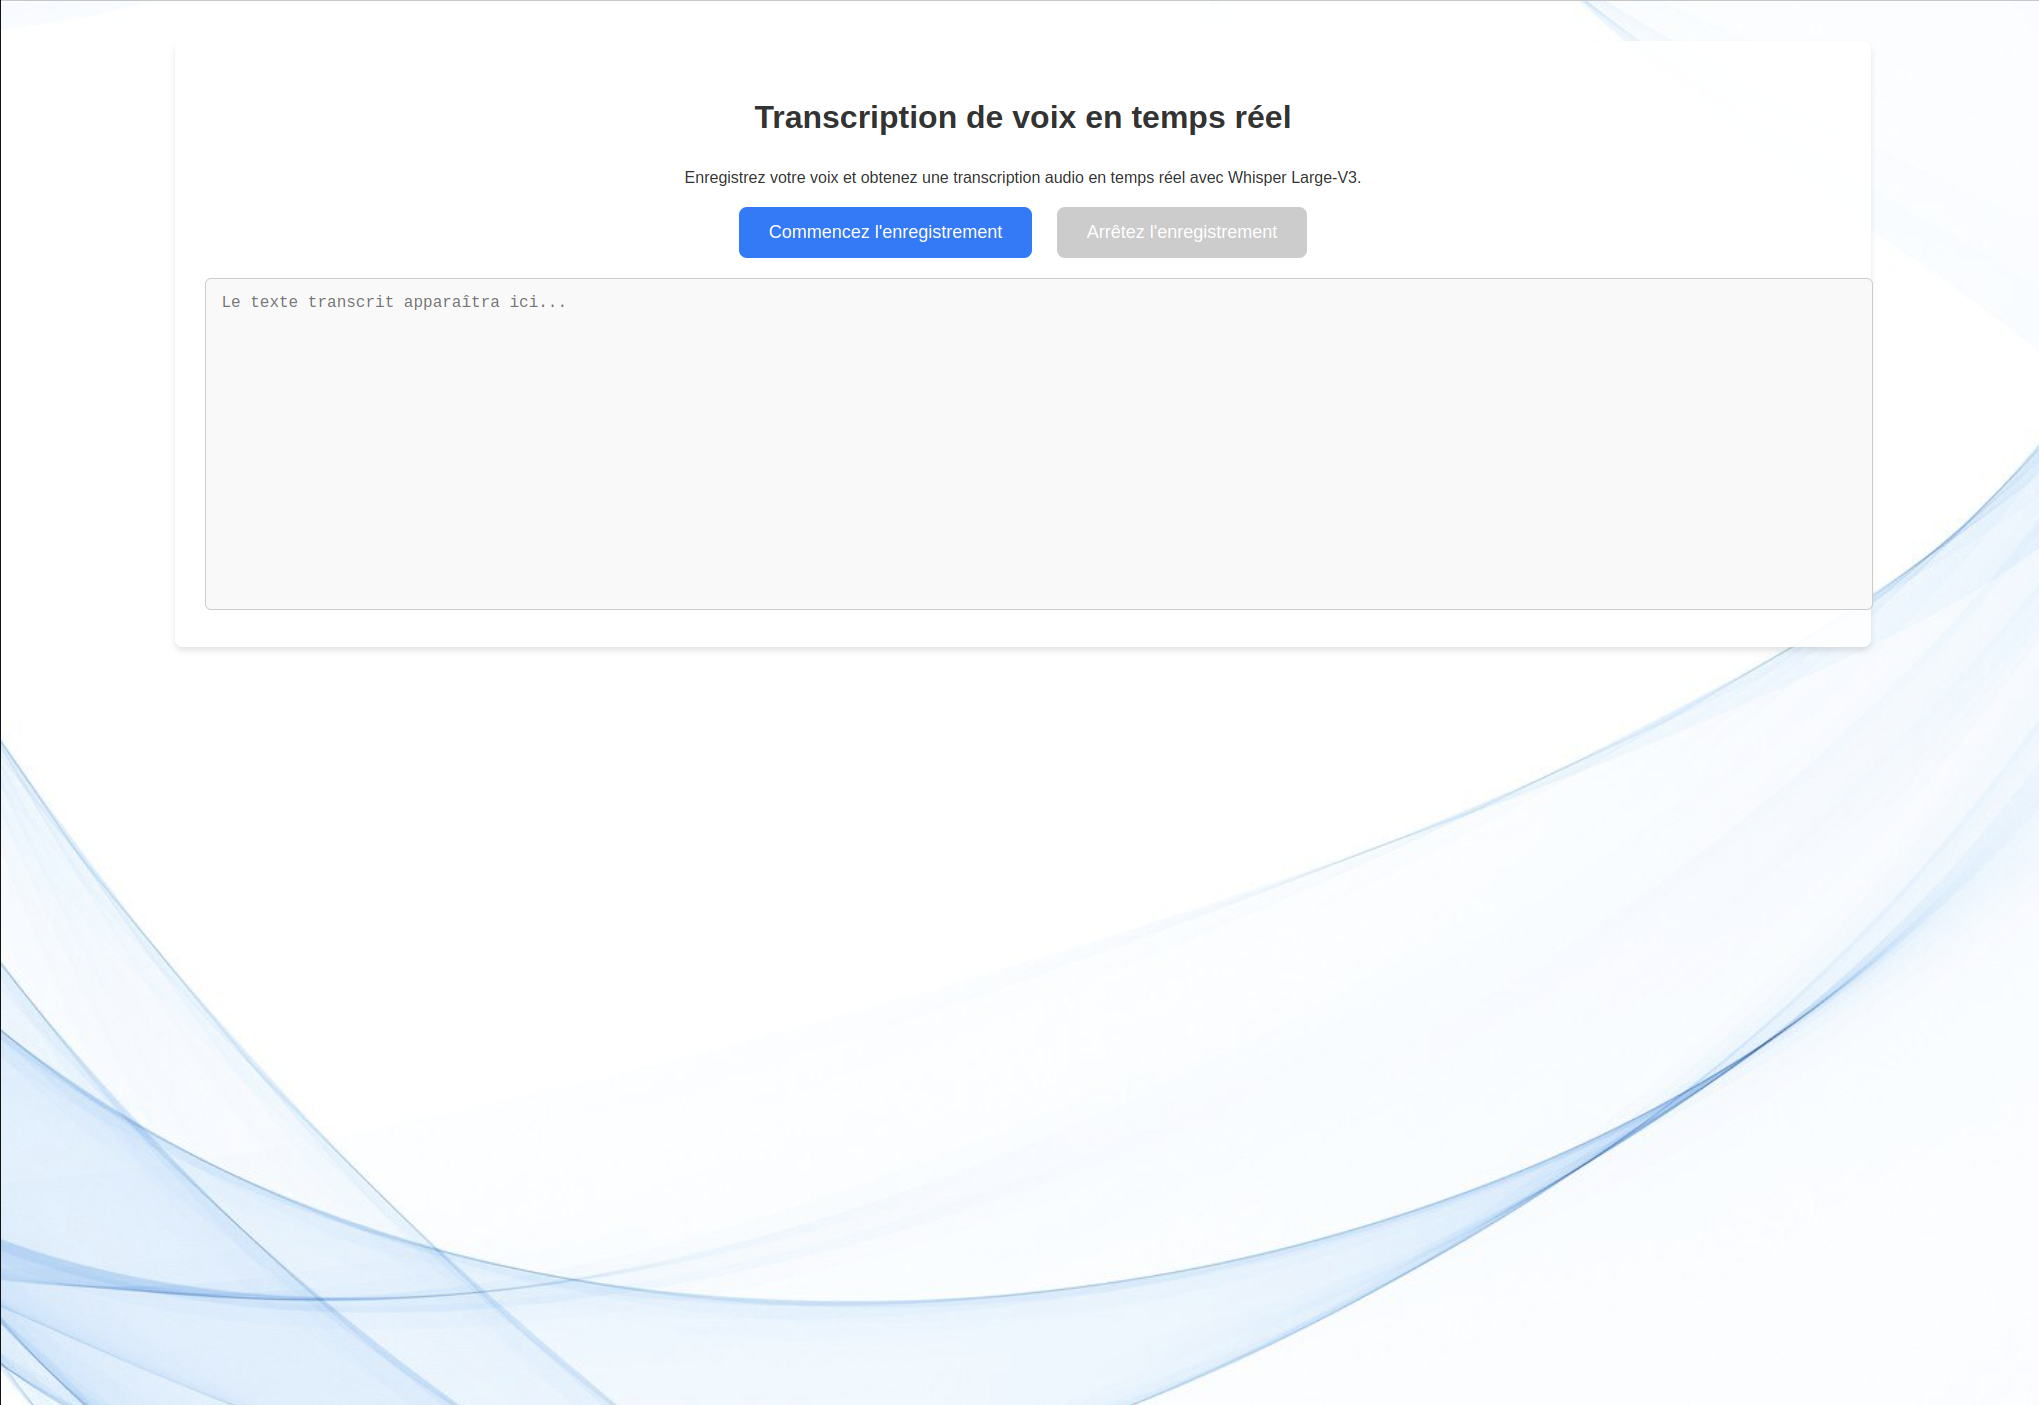 Transcription de voix en temps réel
Enregistrez votre voix et obtenez une transcription audio en temps réel avec Whisper Large-V3.
Commencez l'enregistrement
Arrêtez l'enregistrement
Le texte transcrit apparaîtra ici...